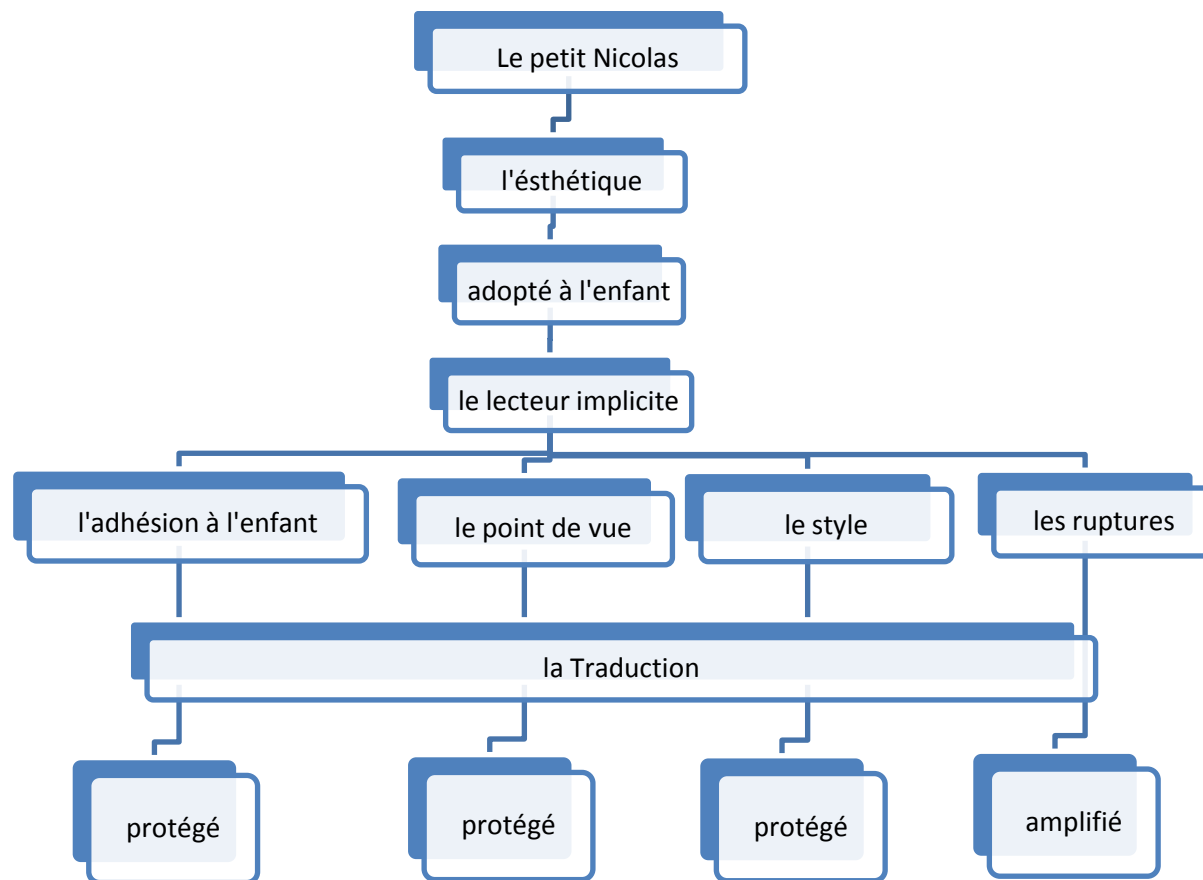 Le petit Nicolas
l'ésthétique
adopté à l'enfant
le lecteur implicite
l'adhésion à l'enfant
le point de vue
le style
les ruptures
la Traduction
protégé
protégé
protégé
amplifié